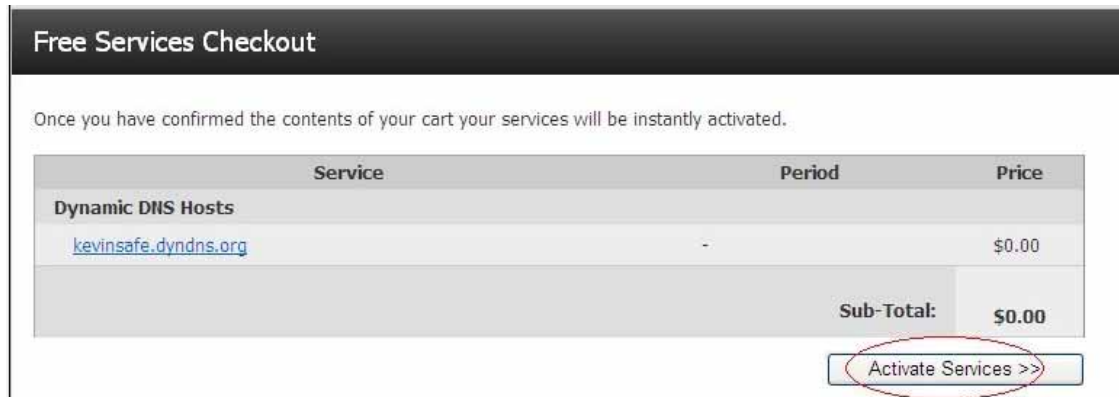 Free Services Checkout
Once you have confirmed the contents of your cart your services will be instantly activated.
Service Period Price
Dynamic DNS Hosts
kevinsafe.dyndns.org - $0.00
Sub-Total: $0.00
Activate Services >>